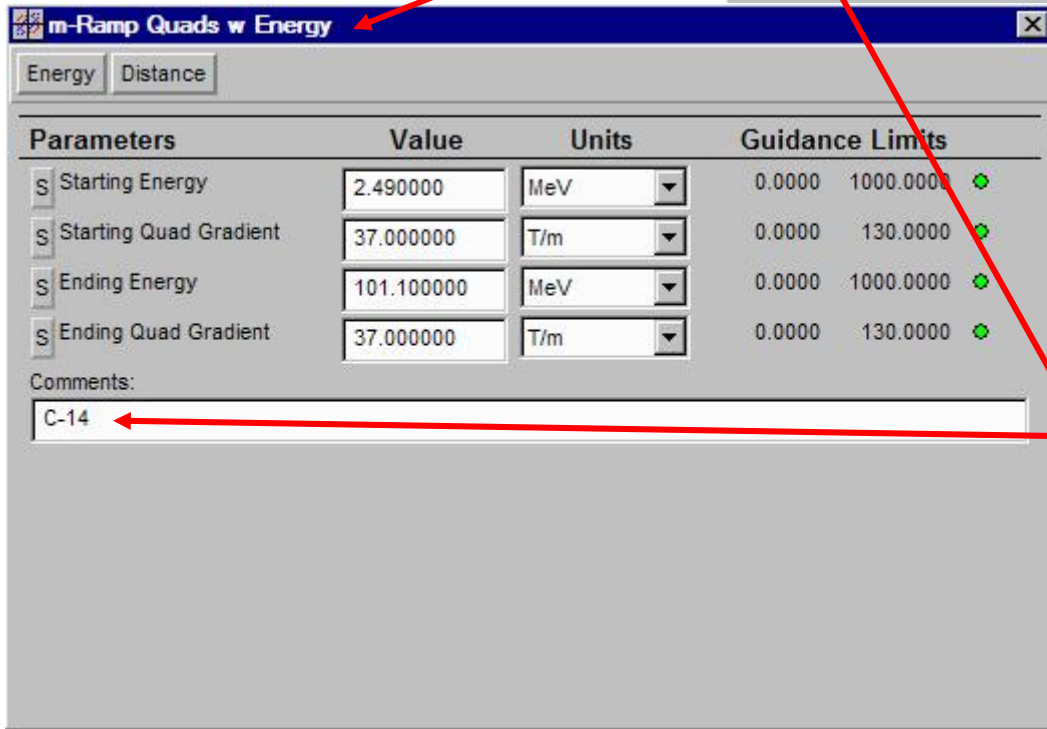 m-Ramp Quads w Energy
Energy Distance
Parameters Value Units Guidance Limits
S Starting Energy 2.490000 MeV 0.0000 1000.0000
S Starting Quad Gradient 37.000000 T/m 0.0000 130.0000
S Ending Energy 101.100000 MeV 0.0000 1000.0000
S Ending Quad Gradient 37.000000 T/m 0.0000 130.0000
Comments:
C-14